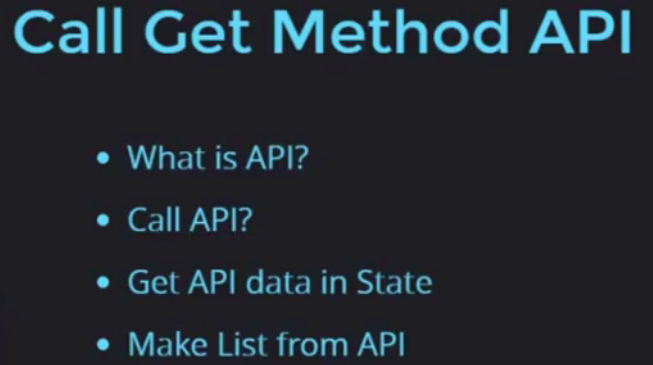 Call Get Method API
What is API?
Call API?
Get API data in State
Make List from API